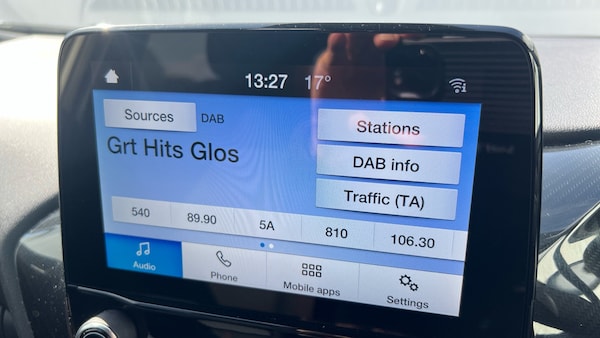 13:27 17°
Sources DAB
Grt Hits Glos
Stations
DAB info
Traffic (TA)
540 89.90 5A 810 106.30
Audio Phone Mobile apps Settings